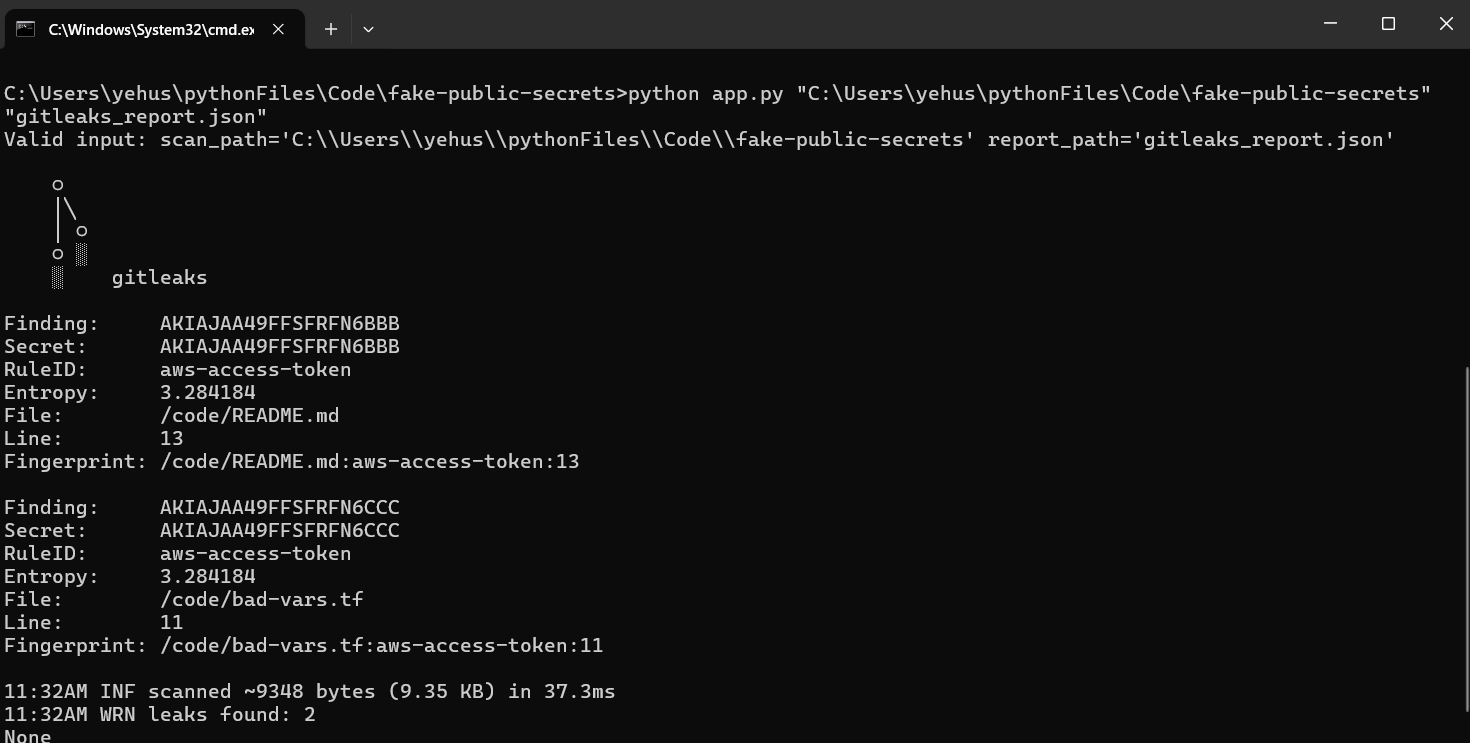 C:\Windows\System32\cmd.ex
C:\Users\yehus\pythonFiles\Code\fake-public-secrets>python app.py "C:\Users\yehus\pythonFiles\Code\fake-public-secrets"
"gitleaks_report.json"
Valid input: scan_path='C:\\Users\\yehus\\pythonFiles\\Code\\fake-public-secrets' report_path='gitleaks_report.json'
○
│╲
│ ○
○ ░
░    gitleaks
Finding:     AKIAJAA49FFSFRFN6BBB
Secret:      AKIAJAA49FFSFRFN6BBB
RuleID:      aws-access-token
Entropy:     3.284184
File:        /code/README.md
Line:        13
Fingerprint: /code/README.md:aws-access-token:13
Finding:     AKIAJAA49FFSFRFN6CCC
Secret:      AKIAJAA49FFSFRFN6CCC
RuleID:      aws-access-token
Entropy:     3.284184
File:        /code/bad-vars.tf
Line:        11
Fingerprint: /code/bad-vars.tf:aws-access-token:11
11:32AM INF scanned ~9348 bytes (9.35 KB) in 37.3ms
11:32AM WRN leaks found: 2
None